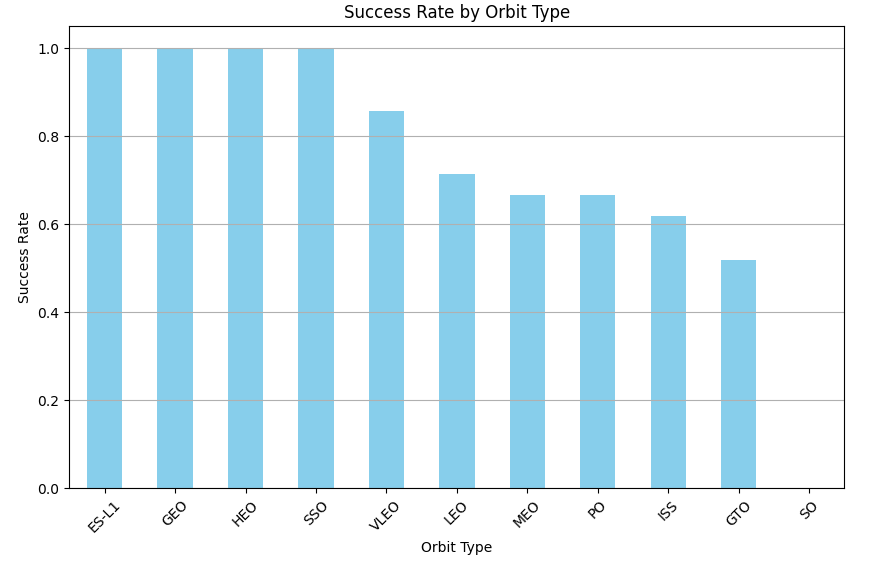 Success Rate by Orbit Type
Success Rate
1.0
0.8
0.6
0.4
0.2
0.0
ES-L1
GEO
HEO
SSO
VLEO
LEO
MEO
PO
ISS
GTO
SO
Orbit Type